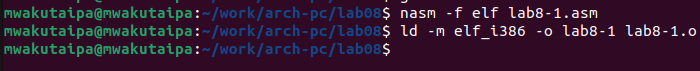 mwakutaipa@mwakutaipa:~/work/arch-pc/lab08$ nasm -f elf lab8-1.asm
mwakutaipa@mwakutaipa:~/work/arch-pc/lab08$ ld -m elf_i386 -o lab8-1 lab8-1.o
mwakutaipa@mwakutaipa:~/work/arch-pc/lab08$